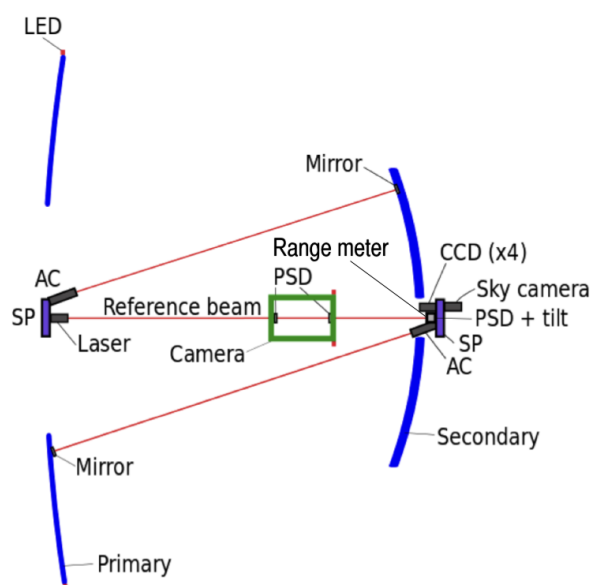 LED
Mirror
Range meter
CCD (x4)
AC
PSD
Sky camera
Reference beam
SP
PSD + tilt
Laser
SP
Camera
AC
Secondary
Mirror
Primary